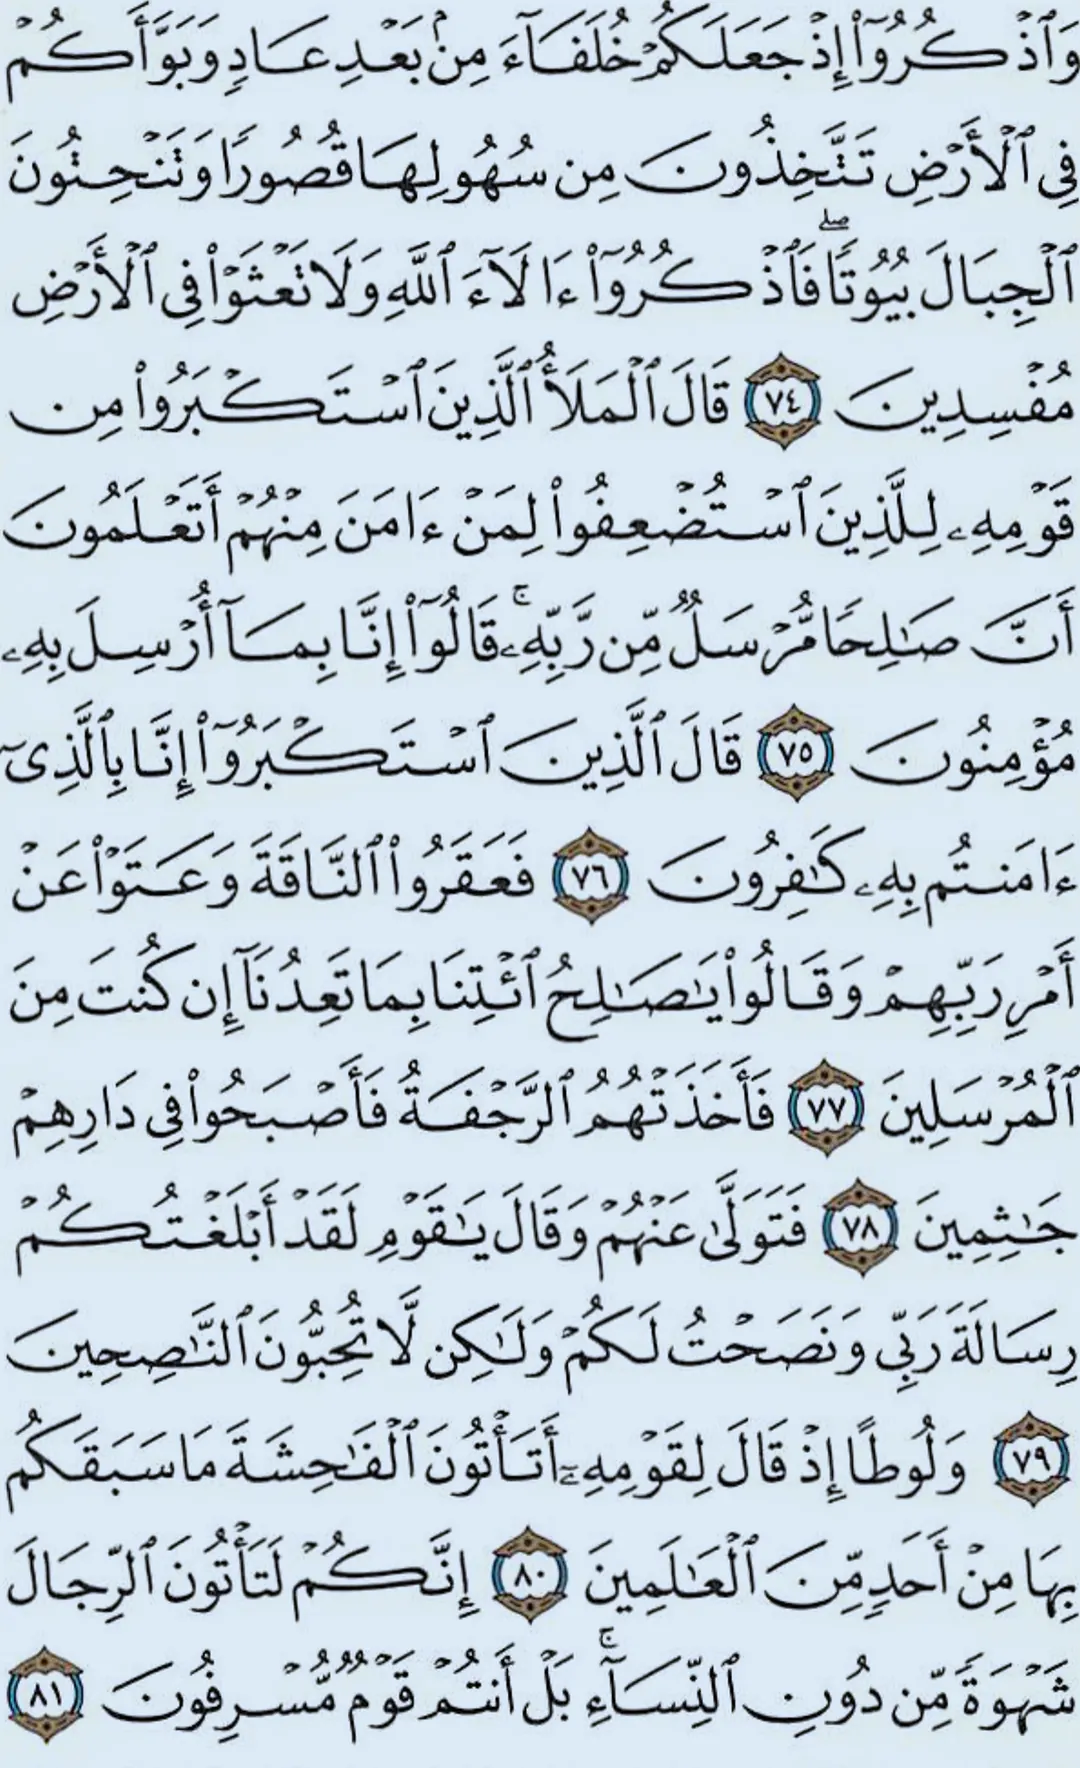 وَٱذۡكُرُوٓاْ إِذۡ جَعَلَكُمۡ خُلَفَآءَ مِنۢ بَعۡدِ عَادٖ وَبَوَّأَكُمۡ
فِي ٱلۡأَرۡضِ تَتَّخِذُونَ مِن سُهُولِهَا قُصُورٗا وَتَنۡحِتُونَ
ٱلۡجِبَالَ بُيُوتٗاۖ فَٱذۡكُرُوٓاْ ءَالَآءَ ٱللَّهِ وَلَا تَعۡثَوۡاْ فِي ٱلۡأَرۡضِ
مُفۡسِدِينَ ٧٤ قَالَ ٱلۡمَلَأُ ٱلَّذِينَ ٱسۡتَكۡبَرُواْ مِن
قَوۡمِهِۦ لِلَّذِينَ ٱسۡتُضۡعِفُواْ لِمَنۡ ءَامَنَ مِنۡهُمۡ أَتَعۡلَمُونَ
أَنَّ صَٰلِحٗا مُّرۡسَلٞ مِّن رَّبِّهِۦۚ قَالُوٓاْ إِنَّا بِمَآ أُرۡسِلَ بِهِۦ
مُؤۡمِنُونَ ٧٥ قَالَ ٱلَّذِينَ ٱسۡتَكۡبَرُوٓاْ إِنَّا بِٱلَّذِيٓ
ءَامَنتُم بِهِۦ كَٰفِرُونَ ٧٦ فَعَقَرُواْ ٱلنَّاقَةَ وَعَتَوۡاْ عَنۡ
أَمۡرِ رَبِّهِمۡ وَقَالُواْ يَٰصَٰلِحُ ٱئۡتِنَا بِمَا تَعِدُنَآ إِن كُنتَ مِنَ
ٱلۡمُرۡسَلِينَ ٧٧ فَأَخَذَتۡهُمُ ٱلرَّجۡفَةُ فَأَصۡبَحُواْ فِي دَارِهِمۡ
جَٰثِمِينَ ٧٨ فَتَوَلَّىٰ عَنۡهُمۡ وَقَالَ يَٰقَوۡمِ لَقَدۡ أَبۡلَغۡتُكُمۡ
رِسَالَةَ رَبِّي وَنَصَحۡتُ لَكُمۡ وَلَٰكِن لَّا تُحِبُّونَ ٱلنَّٰصِحِينَ
٧٩ وَلُوطًا إِذۡ قَالَ لِقَوۡمِهِۦٓ أَتَأۡتُونَ ٱلۡفَٰحِشَةَ مَا سَبَقَكُم
بِهَا مِنۡ أَحَدٖ مِّنَ ٱلۡعَٰلَمِينَ ٨٠ إِنَّكُمۡ لَتَأۡتُونَ ٱلرِّجَالَ
شَهۡوَةٗ مِّن دُونِ ٱلنِّسَآءِۚ بَلۡ أَنتُمۡ قَوۡمٞ مُّسۡرِفُونَ ٨١